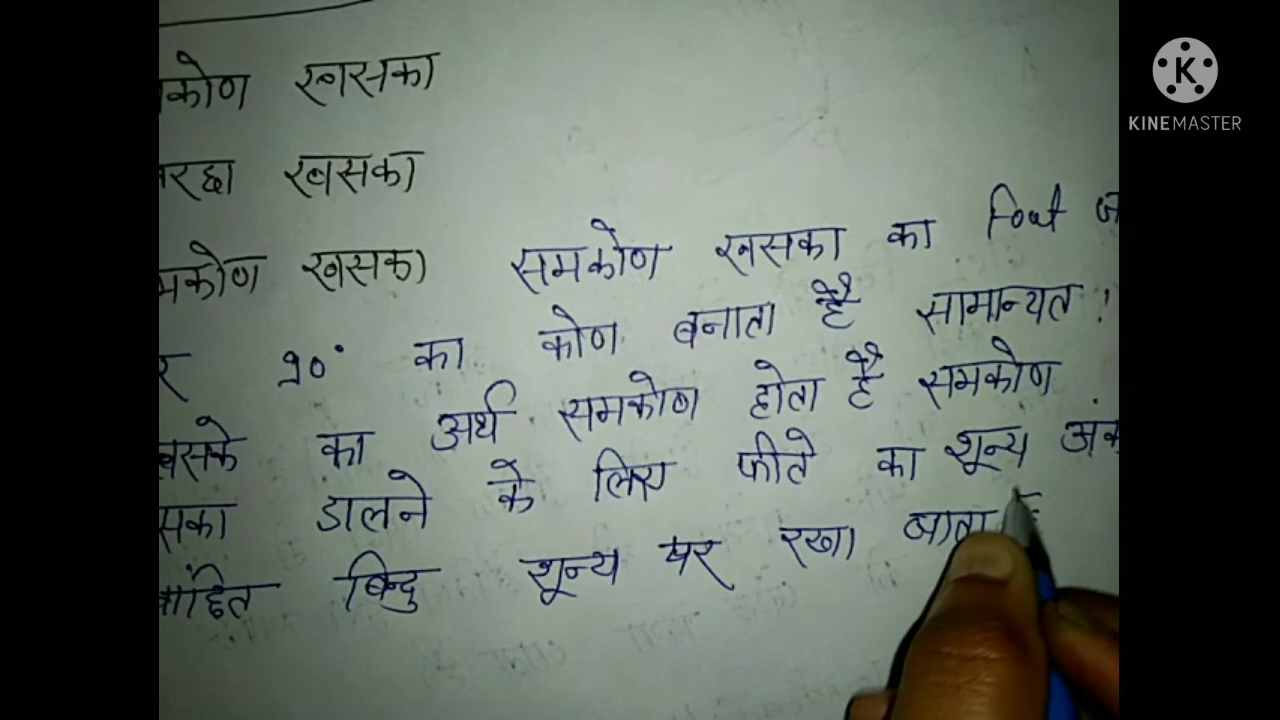 कोण खसका
रछा खसका
मकोण खसका समकोण खसका का Foot ज
र 90° का कोण बनाता है सामान्यत:
खसके का अर्थ समकोण होता है समकोण
सका डालने के लिए फीते का शून्य अंक
बिन्दु शून्य पर रखा जाता
KINEMASTER